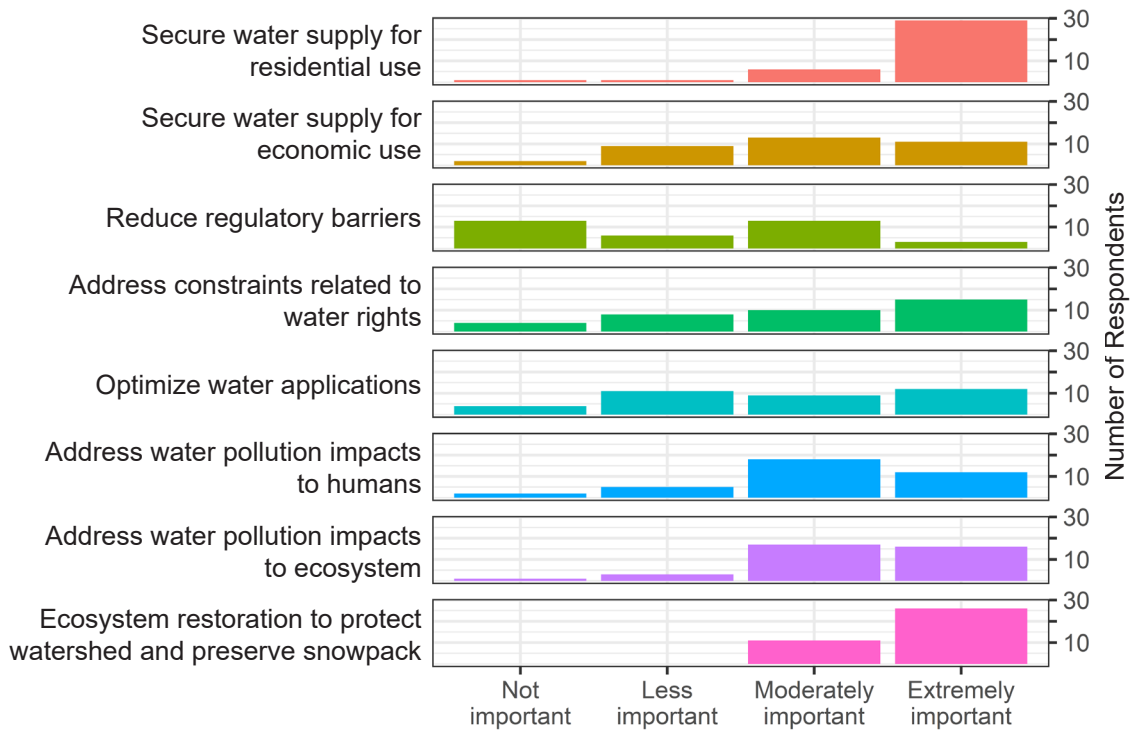 Secure water supply for
residential use
30
10
Secure water supply for
economic use
30
10
Reduce regulatory barriers
30
10
Address constraints related to
water rights
30
10
Optimize water applications
30
10
Address water pollution impacts
to humans
30
10
Address water pollution impacts
to ecosystem
30
10
Ecosystem restoration to protect
watershed and preserve snowpack
30
10
Number of Respondents
Not
important
Less
important
Moderately
important
Extremely
important